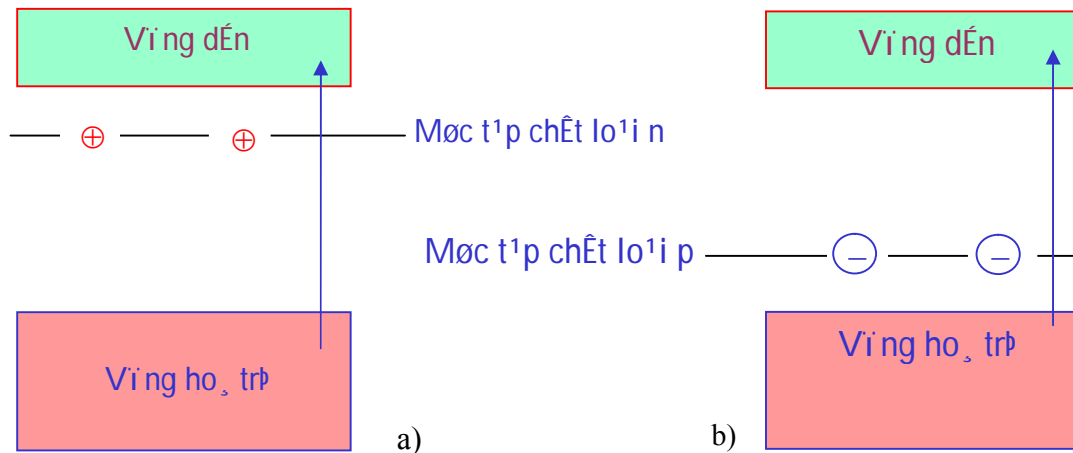 Vïng dÉn
Vïng dÉn
⊕ ⊕
Møc t¹p chÊt lo¹i n
Møc t¹p chÊt lo¹i p
− −
Vïng ho¸ trÞ
Vïng ho¸ trÞ
a)
b)